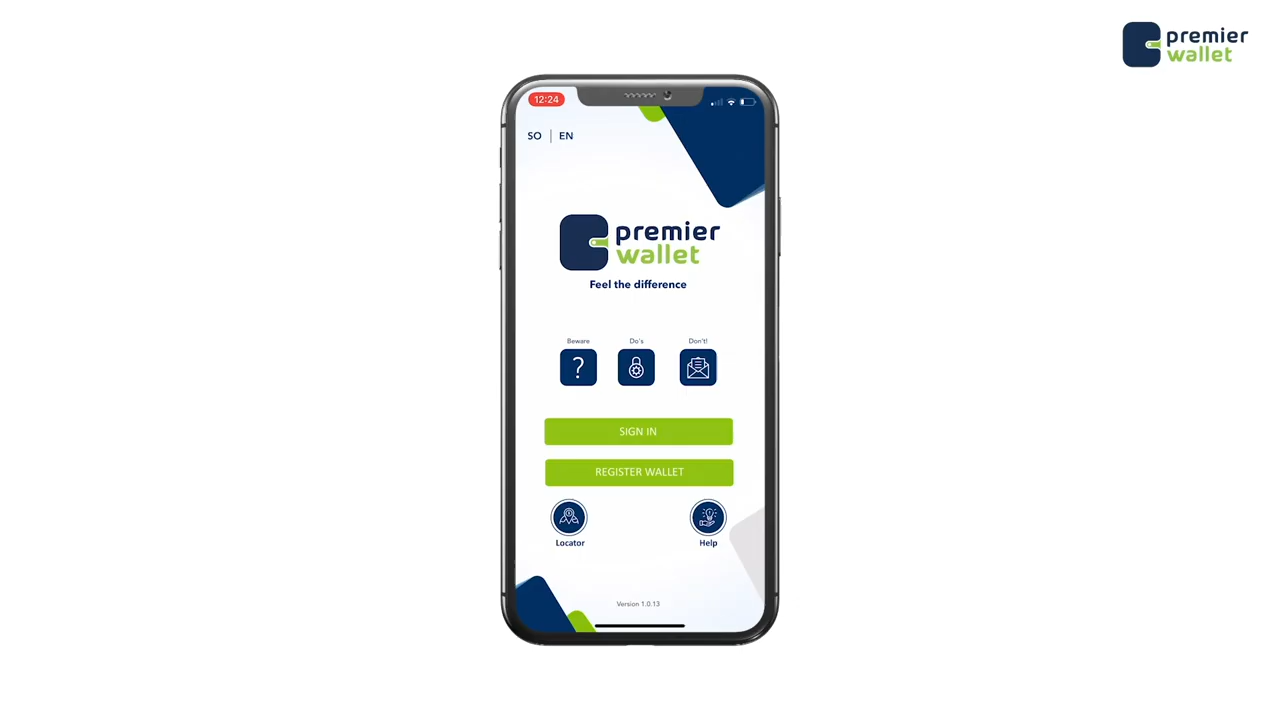 premier
wallet
12:24
SO | EN
premier
wallet
Feel the difference
Beware
Do's
Don't!
SIGN IN
REGISTER WALLET
Locator
Help
Version 1.0.13